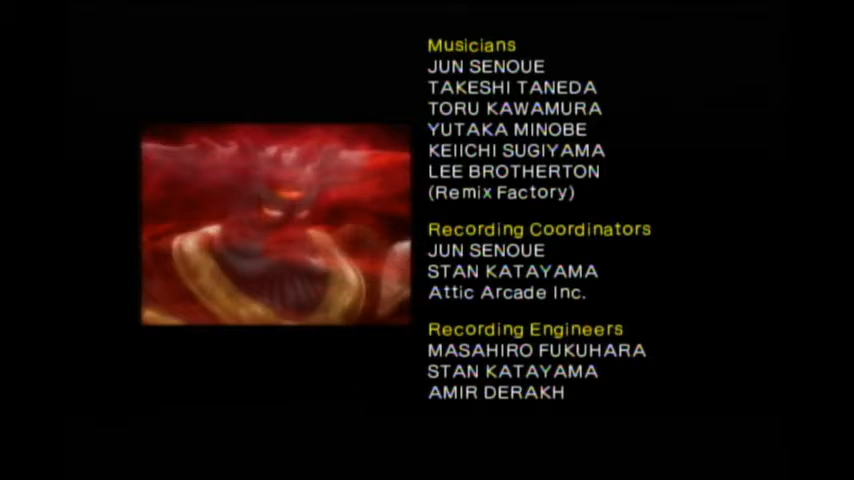 Musicians
JUN SENOUE
TAKESHI TANEDA
TORU KAWAMURA
YUTAKA MINOBE
KEIICHI SUGIYAMA
LEE BROTHERTON
(Remix Factory)
Recording Coordinators
JUN SENOUE
STAN KATAYAMA
Attic Arcade Inc.
Recording Engineers
MASAHIRO FUKUHARA
STAN KATAYAMA
AMIR DERAKH